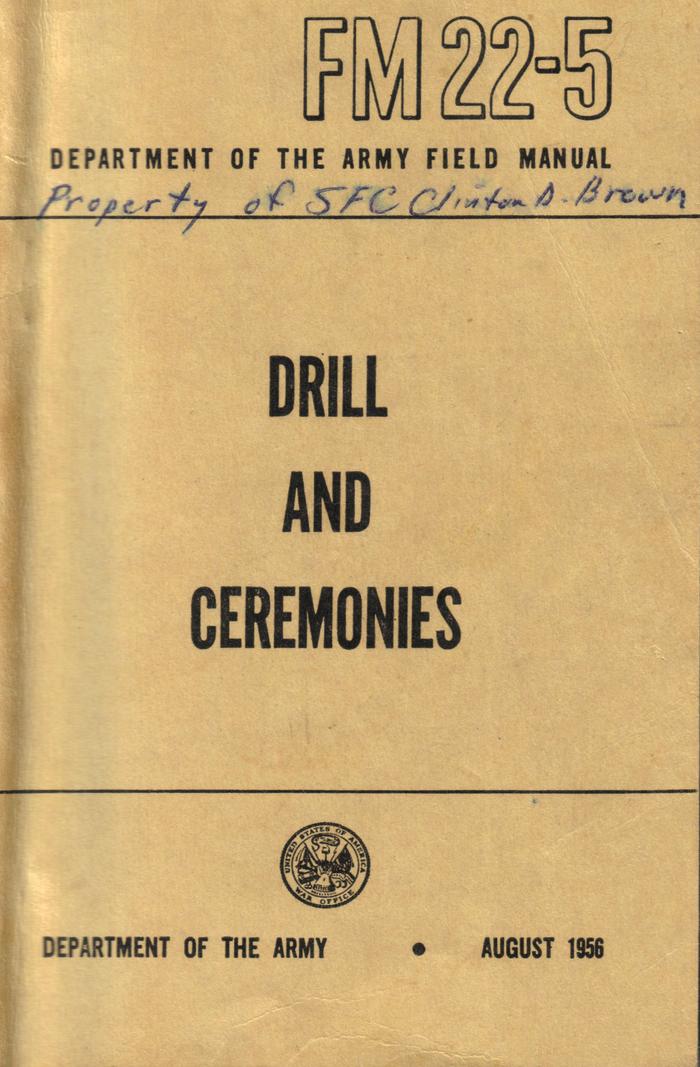 FM 22-5
DEPARTMENT OF THE ARMY FIELD MANUAL
Property of SFC Clinton D. Brown
DRILL
AND
CEREMONIES
UNITED STATES OF AMERICA
WAR OFFICE
DEPARTMENT OF THE ARMY • AUGUST 1956